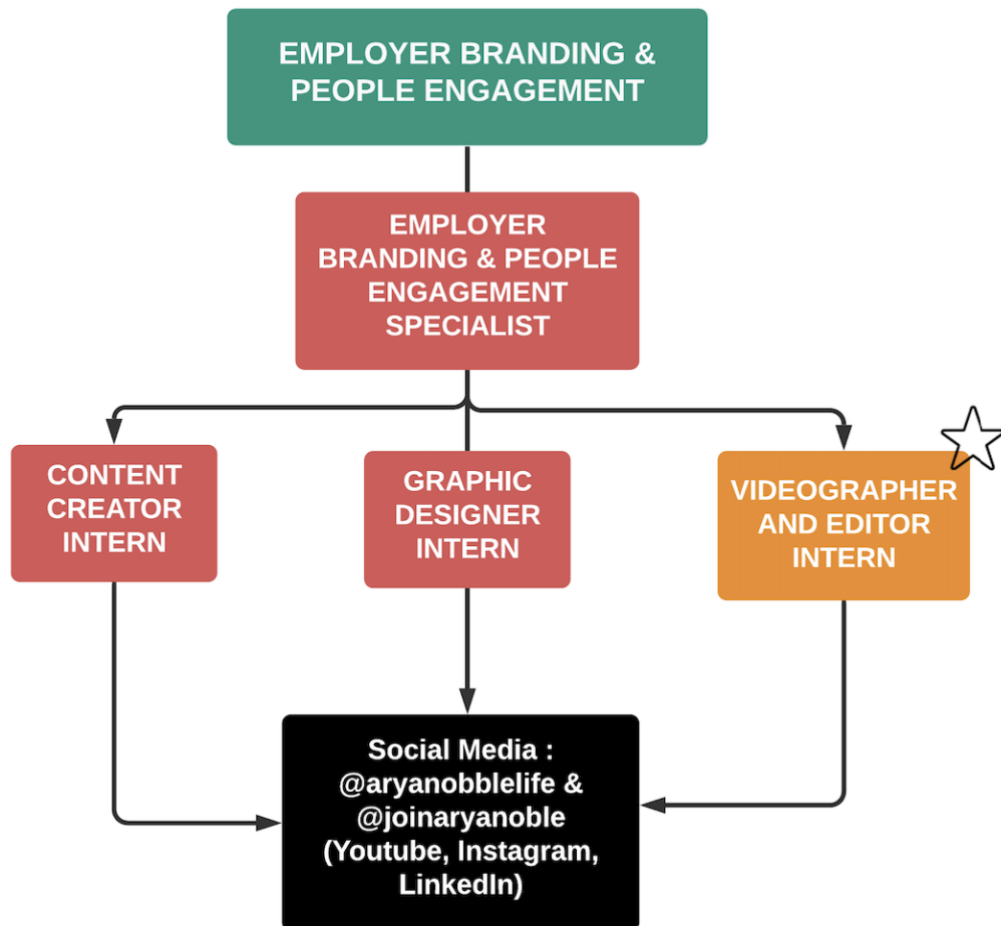 EMPLOYER BRANDING &
PEOPLE ENGAGEMENT
EMPLOYER
BRANDING & PEOPLE
ENGAGEMENT
SPECIALIST
CONTENT
CREATOR
INTERN
GRAPHIC
DESIGNER
INTERN
VIDEOGRAPHER
AND EDITOR
INTERN
Social Media :
@aryanobblelife &
@joinaryanoble
(Youtube, Instagram,
LinkedIn)